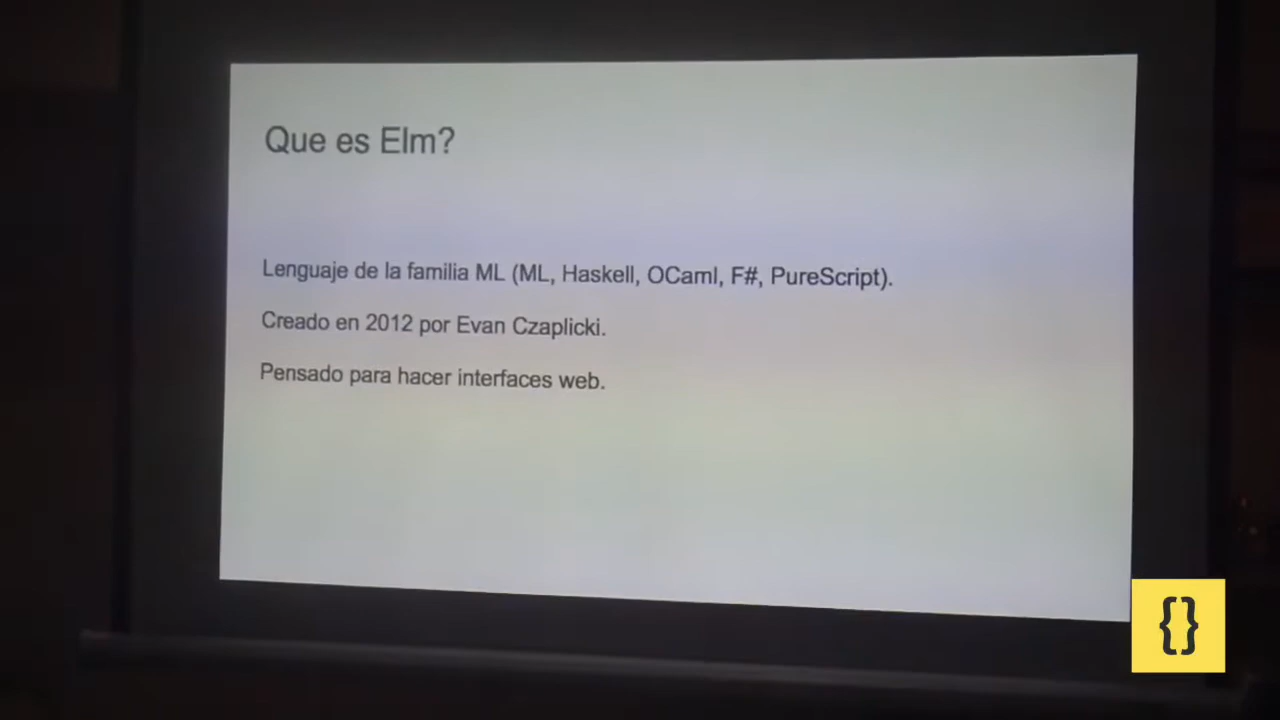 Que es Elm?
Lenguaje de la familia ML (ML, Haskell, OCaml, F#, PureScript).
Creado en 2012 por Evan Czaplicki.
Pensado para hacer interfaces web.
{}